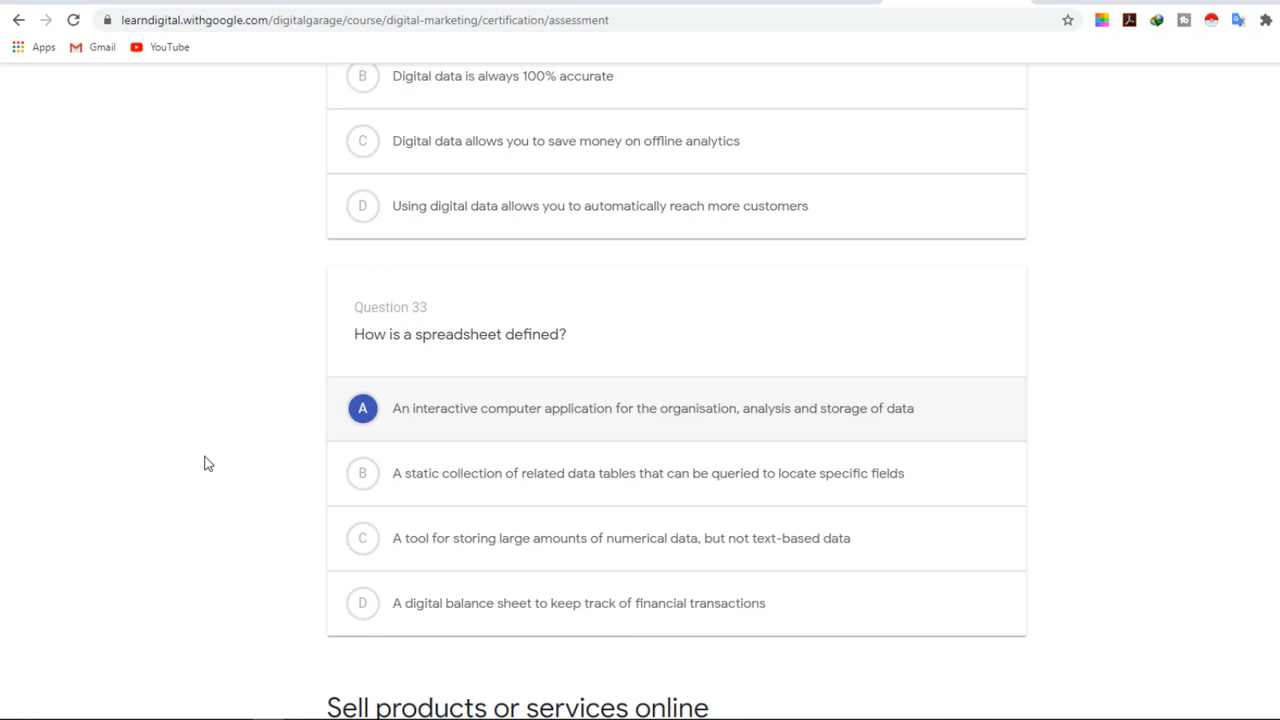 learndigital.withgoogle.com/digitalgarage/course/digital-marketing/certification/assessment
Apps Gmail YouTube
B Digital data is always 100% accurate
C Digital data allows you to save money on offline analytics
D Using digital data allows you to automatically reach more customers
Question 33
How is a spreadsheet defined?
A An interactive computer application for the organisation, analysis and storage of data
B A static collection of related data tables that can be queried to locate specific fields
C A tool for storing large amounts of numerical data, but not text-based data
D A digital balance sheet to keep track of financial transactions
Sell products or services online